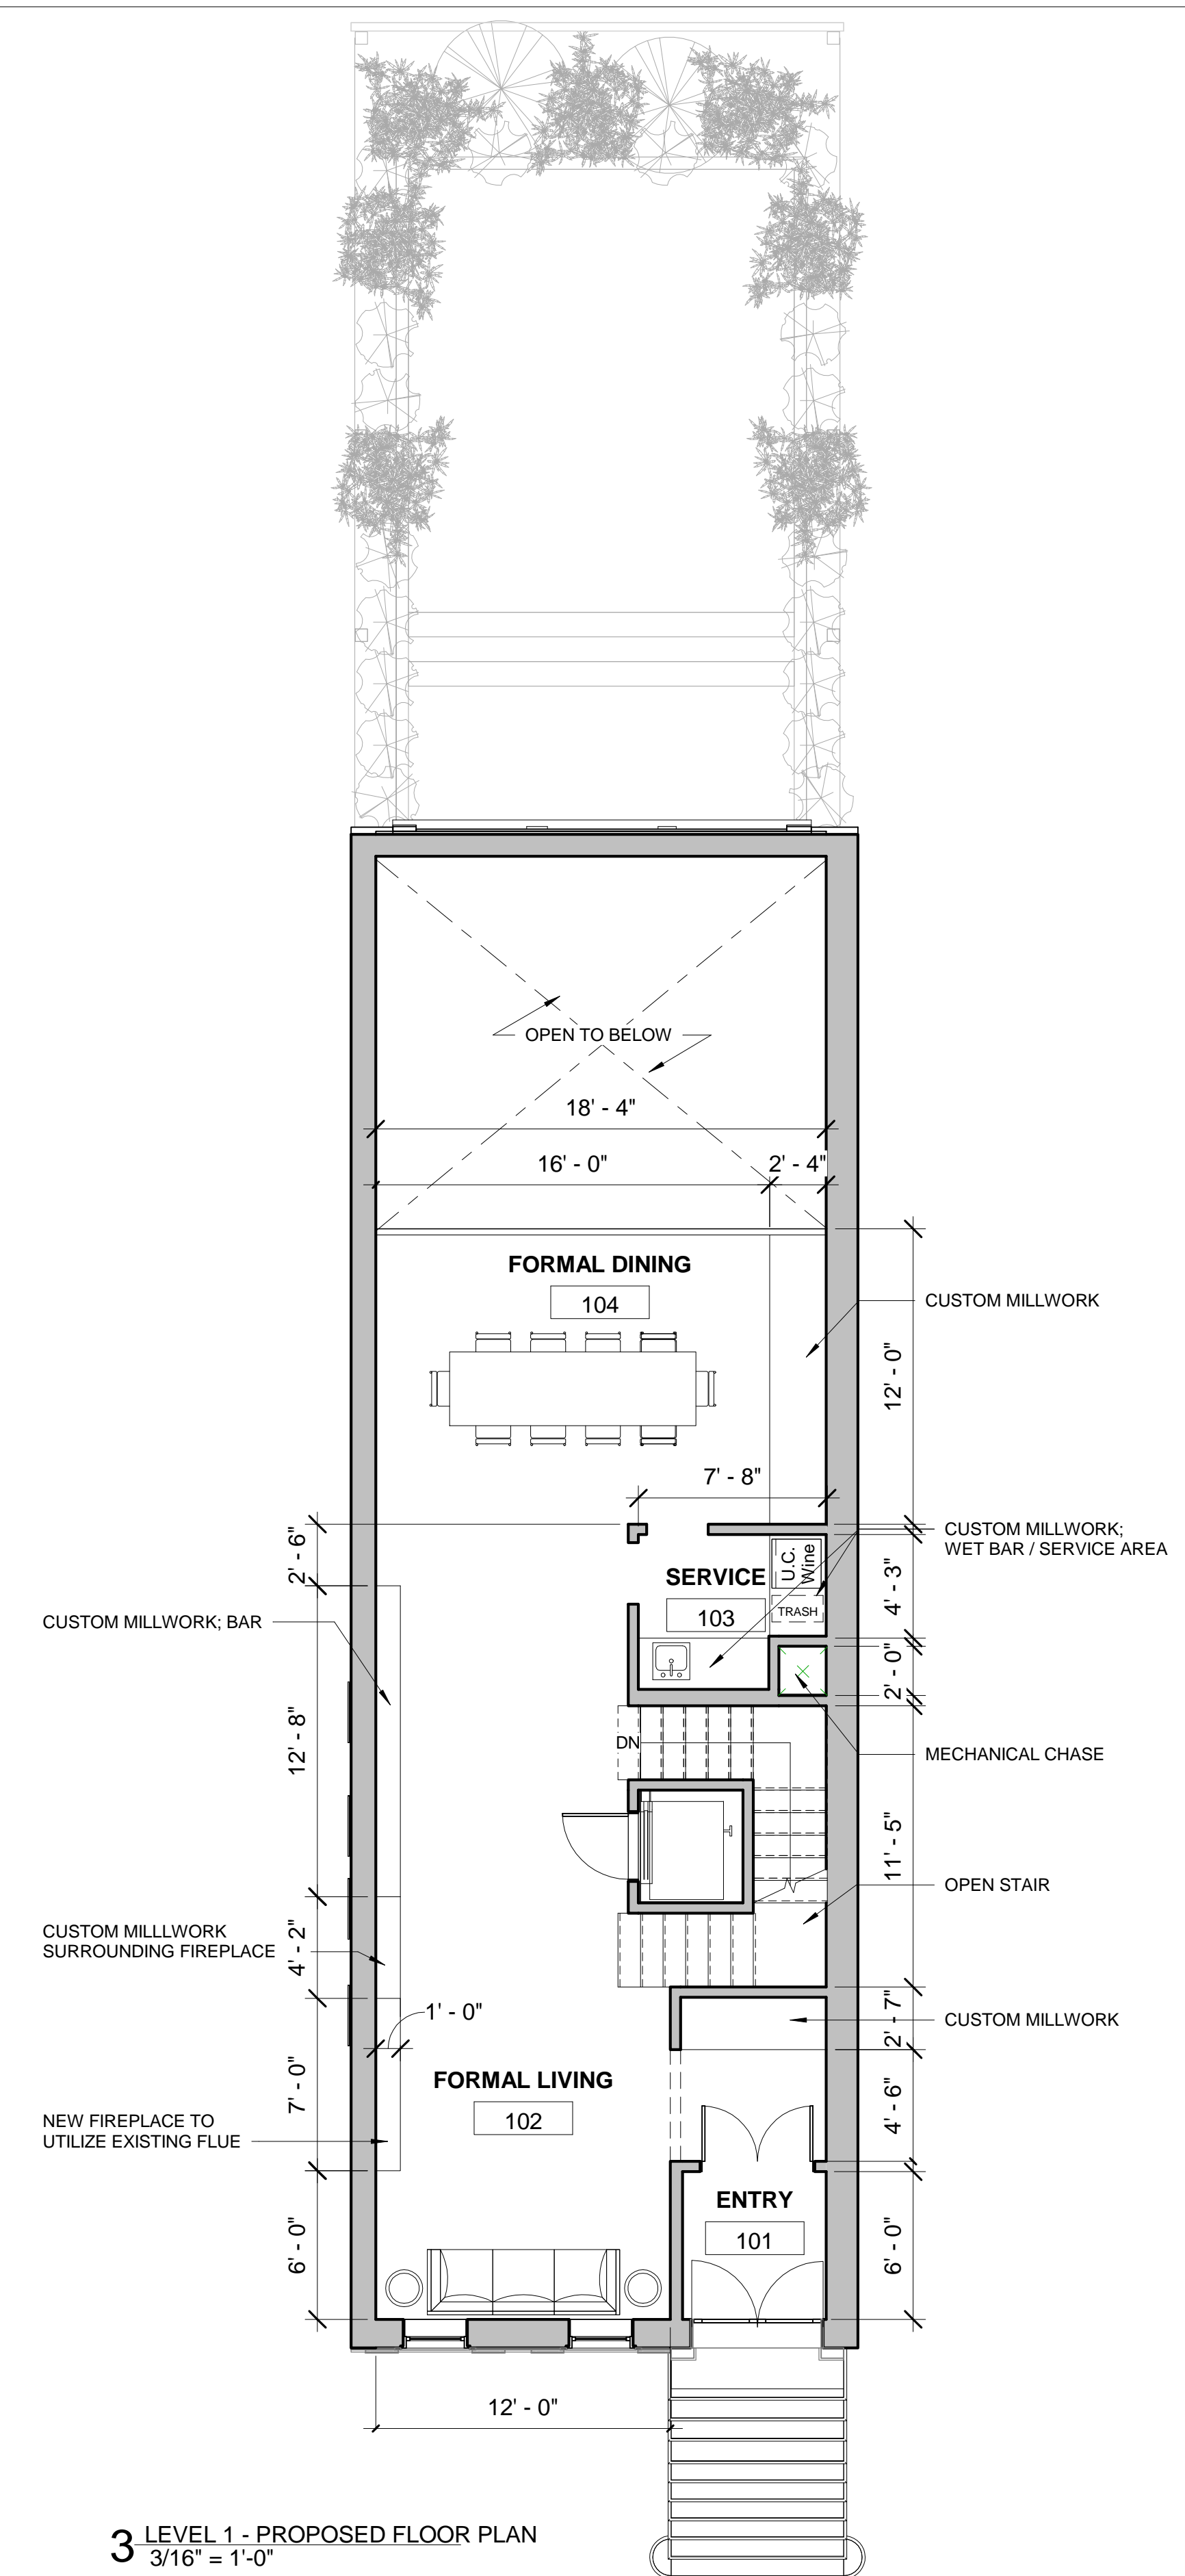 OPEN TO BELOW
18' - 4"
16' - 0"
2' - 4"
FORMAL DINING
104
CUSTOM MILLWORK
12' - 0"
7' - 8"
2' - 6"
CUSTOM MILLWORK;
WET BAR / SERVICE AREA
U.C.
Wine
SERVICE
103
TRASH
4' - 3"
CUSTOM MILLWORK; BAR
2' - 0"
12' - 8"
DN
MECHANICAL CHASE
11' - 5"
OPEN STAIR
CUSTOM MILLLWORK
SURROUNDING FIREPLACE
4' - 2"
1' - 0"
2' - 7"
CUSTOM MILLWORK
FORMAL LIVING
102
7' - 0"
4' - 6"
NEW FIREPLACE TO
UTILIZE EXISTING FLUE
ENTRY
101
6' - 0"
6' - 0"
12' - 0"
3
LEVEL 1 - PROPOSED FLOOR PLAN
3/16" = 1'-0"